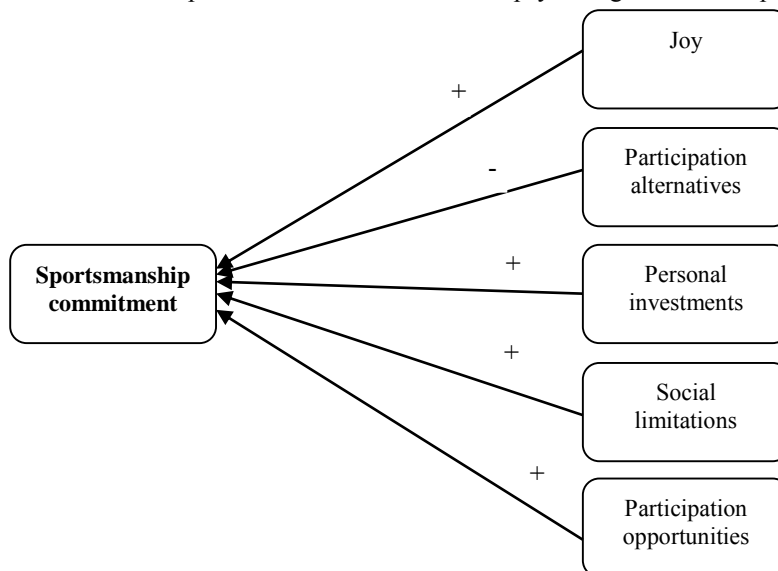 Joy
+
Participation
alternatives
-
Sportsmanship
commitment
+
Personal
investments
+
Social
limitations
+
Participation
opportunities